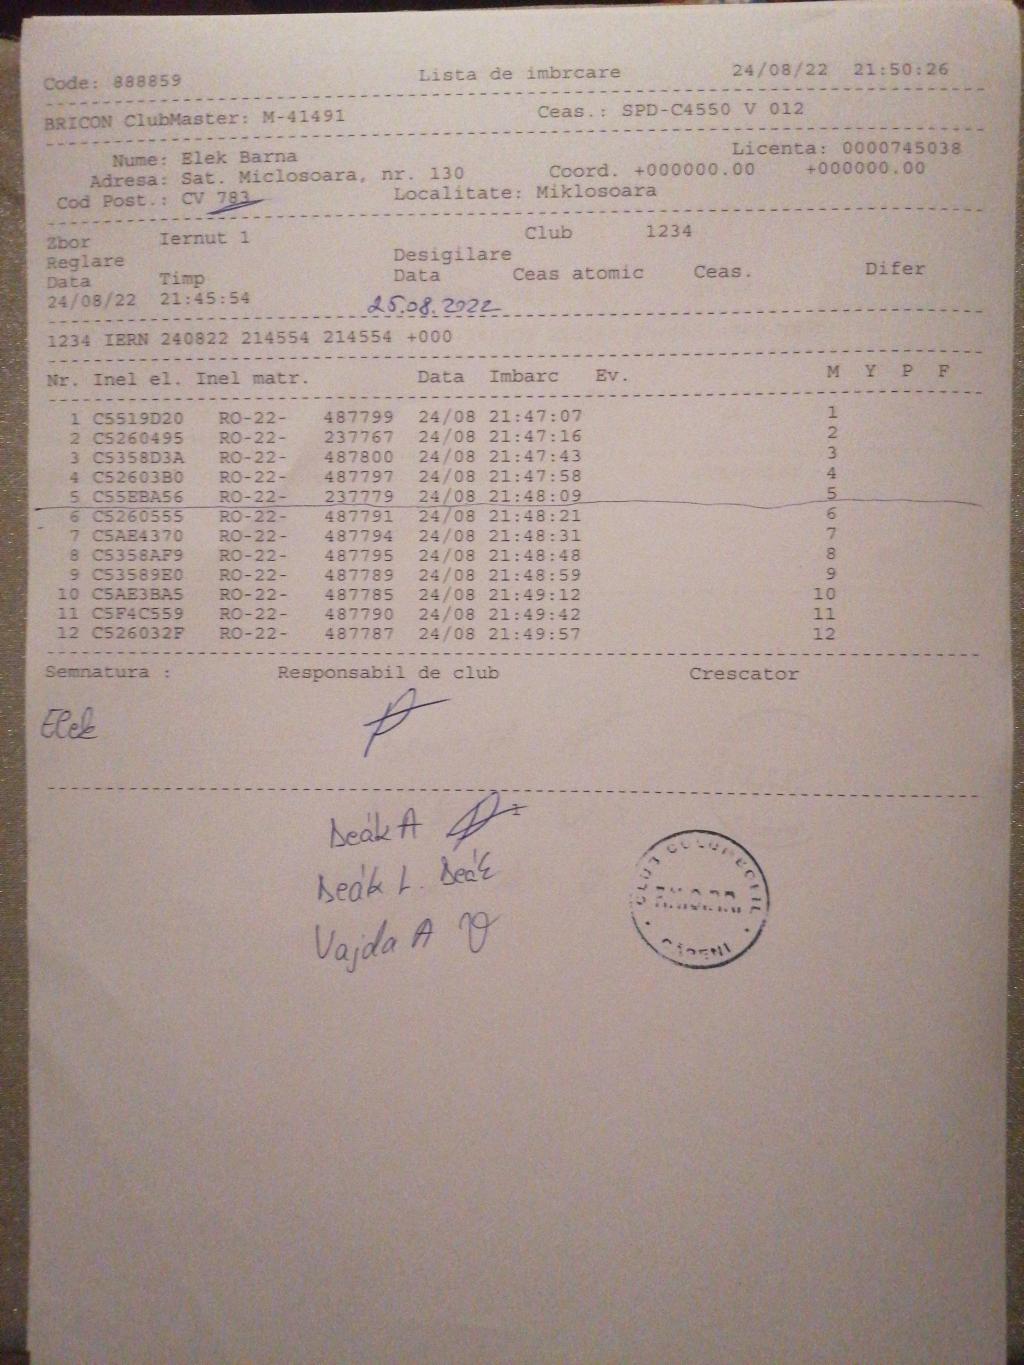 Code: 888859 Lista de imbrcare 24/08/22 21:50:26
BRICON ClubMaster: M-41491 Ceas.: SPD-C4550 V 012
Licenta: 0000745038
Nume: Elek Barna
Adresa: Sat. Miclosoara, nr. 130 Coord. +000000.00 +000000.00
Cod Post.: CV 783 Localitate: Miklosoara
Zbor Iernut 1 Club 1234
Reglare Desigilare
Data Timp Data Ceas atomic Ceas. Difer
24/08/22 21:45:54 25.08.2022
1234 IERN 240822 214554 214554 +000
Nr. Inel el. Inel matr. Data Imbarc Ev. M Y P F
1 C5519D20 RO-22- 487799 24/08 21:47:07 1
2 C5260495 RO-22- 237767 24/08 21:47:16 2
3 C5358D3A RO-22- 487800 24/08 21:47:43 3
4 C52603B0 RO-22- 487797 24/08 21:47:58 4
5 C55EBA56 RO-22- 237779 24/08 21:48:09 5
6 C5260555 RO-22- 487791 24/08 21:48:21 6
7 C5AE4370 RO-22- 487794 24/08 21:48:31 7
8 C5358AF9 RO-22- 487795 24/08 21:48:48 8
9 C53589E0 RO-22- 487789 24/08 21:48:59 9
10 C5AE3BA5 RO-22- 487785 24/08 21:49:12 10
11 C5F4C559 RO-22- 487790 24/08 21:49:42 11
12 C526032F RO-22- 487787 24/08 21:49:57 12
Semnatura : Responsabil de club Crescator
Elek
Deák A
Deák L. Deák
Vajda A
CLUB COLUMBOFIL
CĂPENI